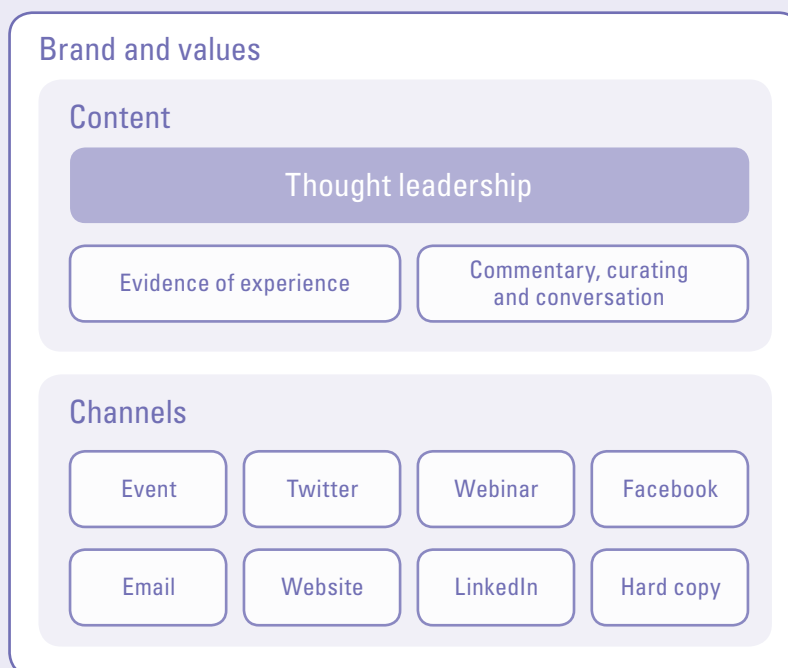 Brand and values
Content
Thought leadership
Evidence of experience
Commentary, curating
and conversation
Channels
Event
Twitter
Webinar
Facebook
Email
Website
LinkedIn
Hard copy